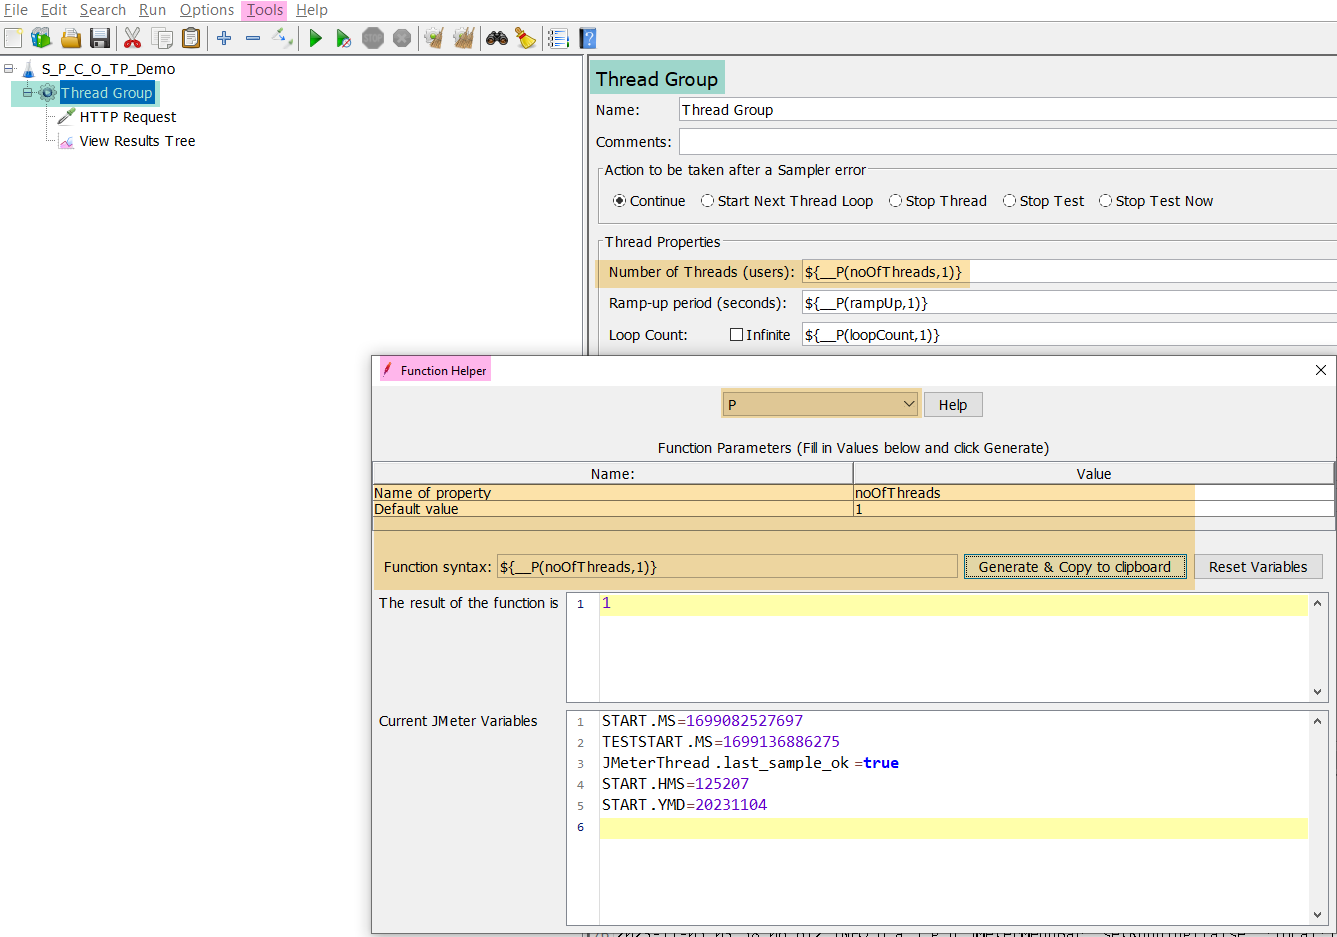 File Edit Search Run Options Tools Help
STOP
S_P_C_O_TP_Demo
Thread Group
HTTP Request
View Results Tree
Thread Group
Name: Thread Group
Comments:
Action to be taken after a Sampler error
Continue Start Next Thread Loop Stop Thread Stop Test Stop Test Now
Thread Properties
Number of Threads (users): ${__P(noOfThreads,1)}
Ramp-up period (seconds): ${__P(rampUp,1)}
Loop Count: Infinite ${__P(loopCount,1)}
Function Helper
P Help
Function Parameters (Fill in Values below and click Generate)
Name: Value
Name of property noOfThreads
Default value 1
Function syntax: ${__P(noOfThreads,1)} Generate & Copy to clipboard Reset Variables
The result of the function is 1 1
Current JMeter Variables 1 START.MS=1699082527697
2 TESTSTART.MS=1699136886275
3 JMeterThread.last_sample_ok=true
4 START.HMS=125207
5 START.YMD=20231104
6